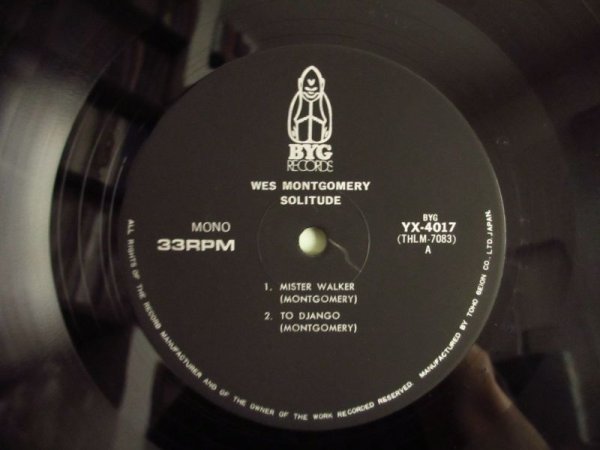 BYG
RECORDS
WES MONTGOMERY
SOLITUDE
MONO
33RPM
BYG
YX-4017
(THLM-7083)
A
1. MISTER WALKER
(MONTGOMERY)
2. TO DJANGO
(MONTGOMERY)
ALL RIGHTS OF THE RECORD MANUFACTURER AND OF THE OWNER OF THE WORK RECORDED RESERVED. MANUFACTURED BY TOHO GEION CO., LTD. JAPAN.